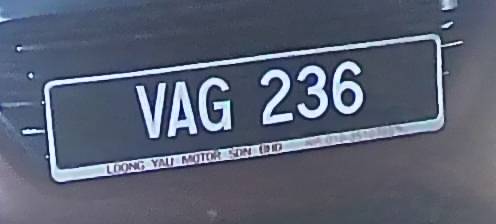 VAG 236
LOONG YAU MOTOR SDN BHD